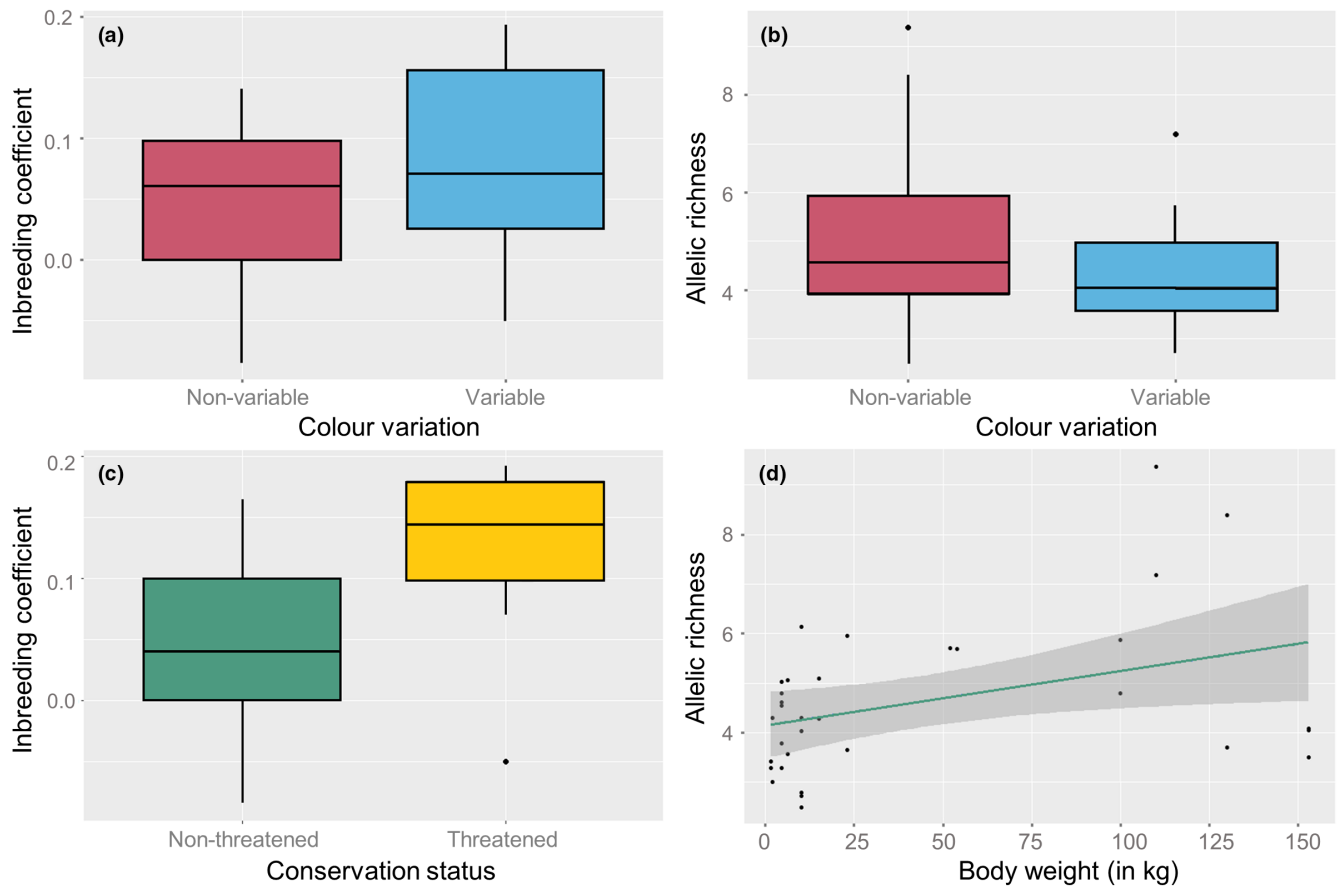 (a)
Inbreeding coefficient
0.2
0.1
0.0
Non-variable
Variable
Colour variation
(b)
Allelic richness
8
6
4
Non-variable
Variable
Colour variation
(c)
Inbreeding coefficient
0.2
0.1
0.0
Non-threatened
Threatened
Conservation status
(d)
Allelic richness
8
6
4
0 25 50 75 100 125 150
Body weight (in kg)